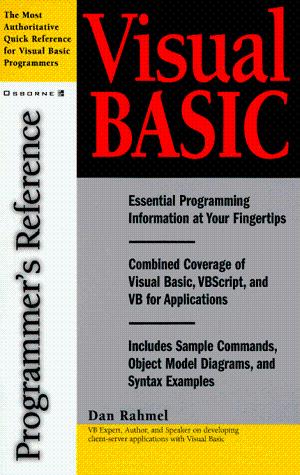 The Most
Authoritative
Quick Reference
for Visual Basic
Programmers
OSBORNE
Programmer's Reference
Visual
BASIC
Essential Programming
Information at Your Fingertips
Combined Coverage of
Visual Basic, VBScript, and
VB for Applications
Includes Sample Commands,
Object Model Diagrams, and
Syntax Examples
Dan Rahmel
VB Expert, Author, and Speaker on developing
client-server applications with Visual Basic